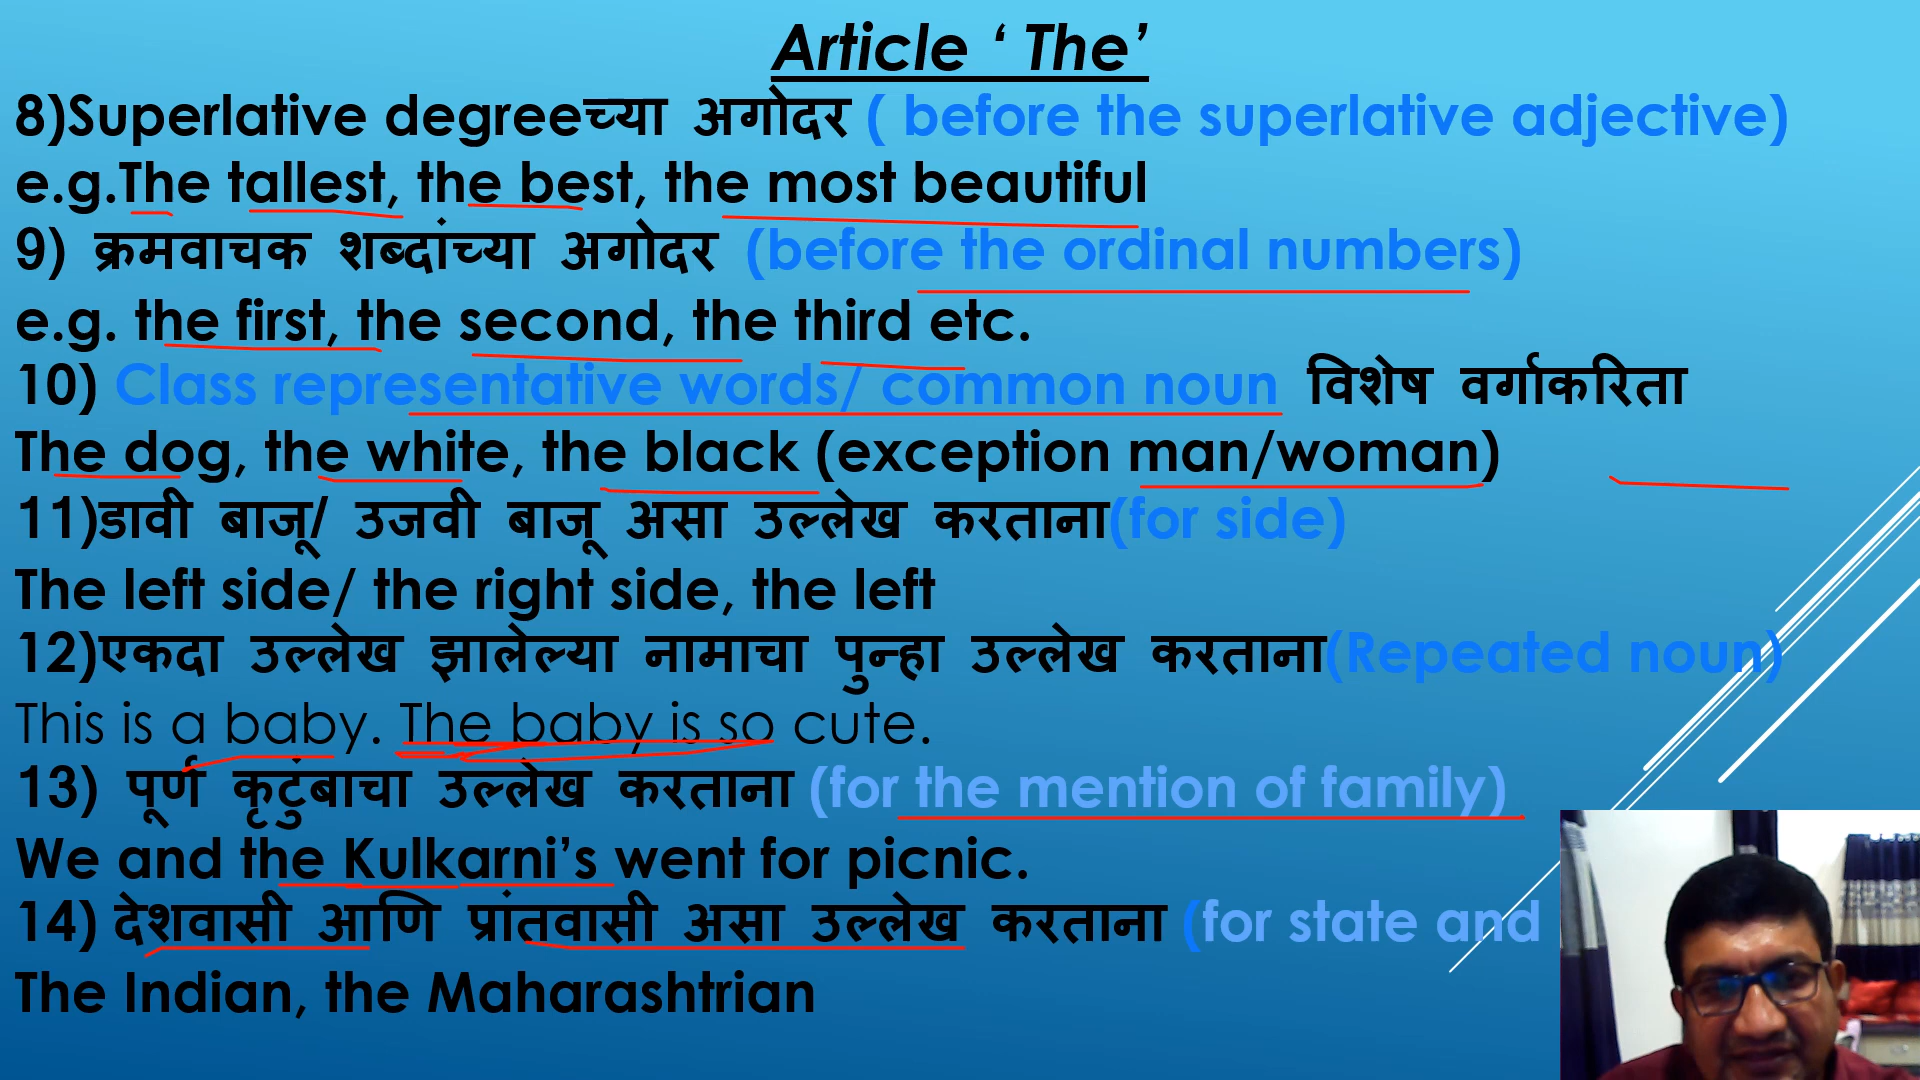 Article ‘ The’
8)Superlative degreeच्या अगोदर ( before the superlative adjective)
e.g.The tallest, the best, the most beautiful
9) क्रमवाचक शब्दांच्या अगोदर (before the ordinal numbers)
e.g. the first, the second, the third etc.
10) Class representative words/ common noun विशेष वर्गाकरिता
The dog, the white, the black (exception man/woman)
11)डावी बाजू/ उजवी बाजू असा उल्लेख करताना(for side)
The left side/ the right side, the left
12)एकदा उल्लेख झालेल्या नामाचा पुन्हा उल्लेख करताना(Repeated noun)
This is a baby. The baby is so cute.
13) पूर्ण कृटुंबाचा उल्लेख करताना (for the mention of family)
We and the Kulkarni’s went for picnic.
14) देशवासी आणि प्रांतवासी असा उल्लेख करताना (for state and
The Indian, the Maharashtrian